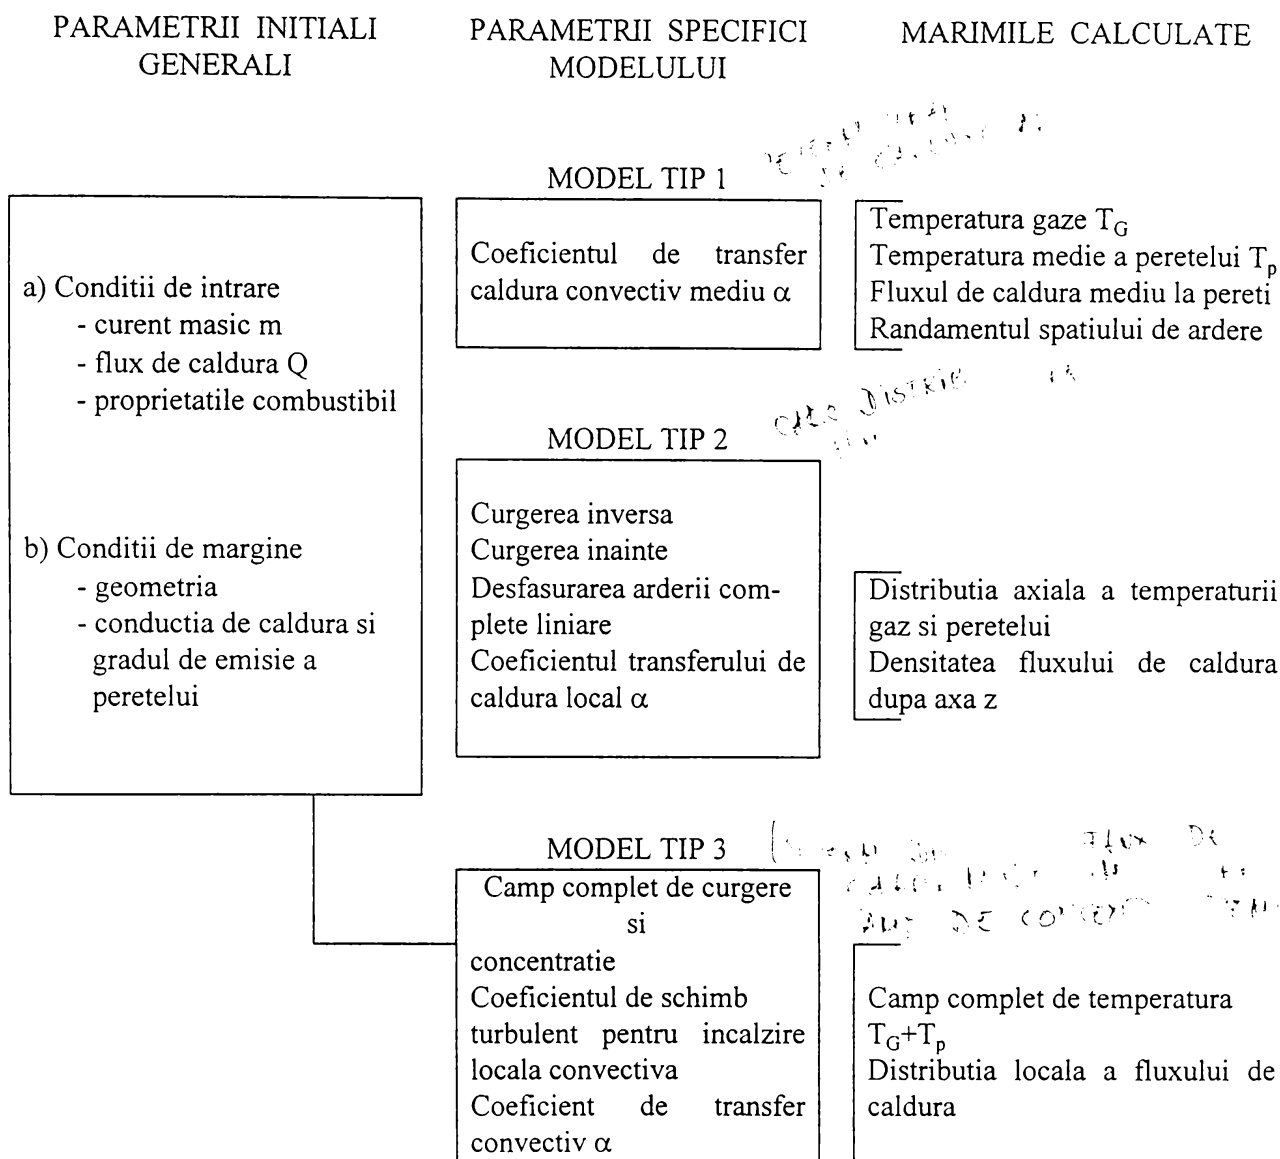 PARAMETRII INITIALI
GENERALI
PARAMETRII SPECIFICI
MODELULUI
MARIMILE CALCULATE
a) Conditii de intrare
- curent masic m
- flux de caldura Q
- proprietatile combustibil
b) Conditii de margine
- geometria
- conductia de caldura si
gradul de emisie a
peretelui
MODEL TIP 1
Coeficientul de transfer
caldura convectiv mediu α
Temperatura gaze T_G
Temperatura medie a peretelui T_p
Fluxul de caldura mediu la pereti
Randamentul spatiului de ardere
MODEL TIP 2
Curgerea inversa
Curgerea inainte
Desfasurarea arderii com-
plete liniare
Coeficientul transferului de
caldura local α
Distributia axiala a temperaturii
gaz si peretelui
Densitatea fluxului de caldura
dupa axa z
MODEL TIP 3
FLUX DE
DE
Camp complet de curgere
si
concentratie
Coeficientul de schimb
turbulent pentru incalzire
locala convectiva
Coeficient de transfer
convectiv α
Camp complet de temperatura
T_G+T_p
Distributia locala a fluxului de
caldura